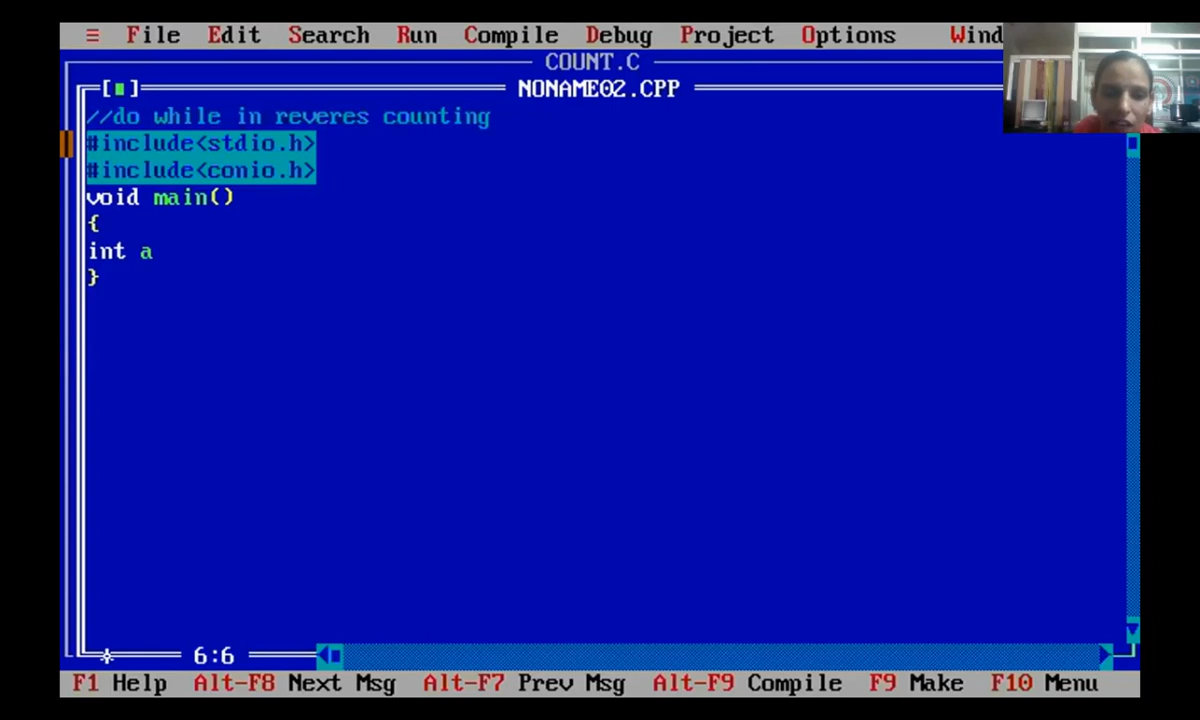 ≡ File Edit Search Run Compile Debug Project Options Wind
COUNT.C
[■] NONAME02.CPP
//do while in reveres counting
#include<stdio.h>
#include<conio.h>
void main()
{
int a
}
6:6
F1 Help Alt-F8 Next Msg Alt-F7 Prev Msg Alt-F9 Compile F9 Make F10 Menu